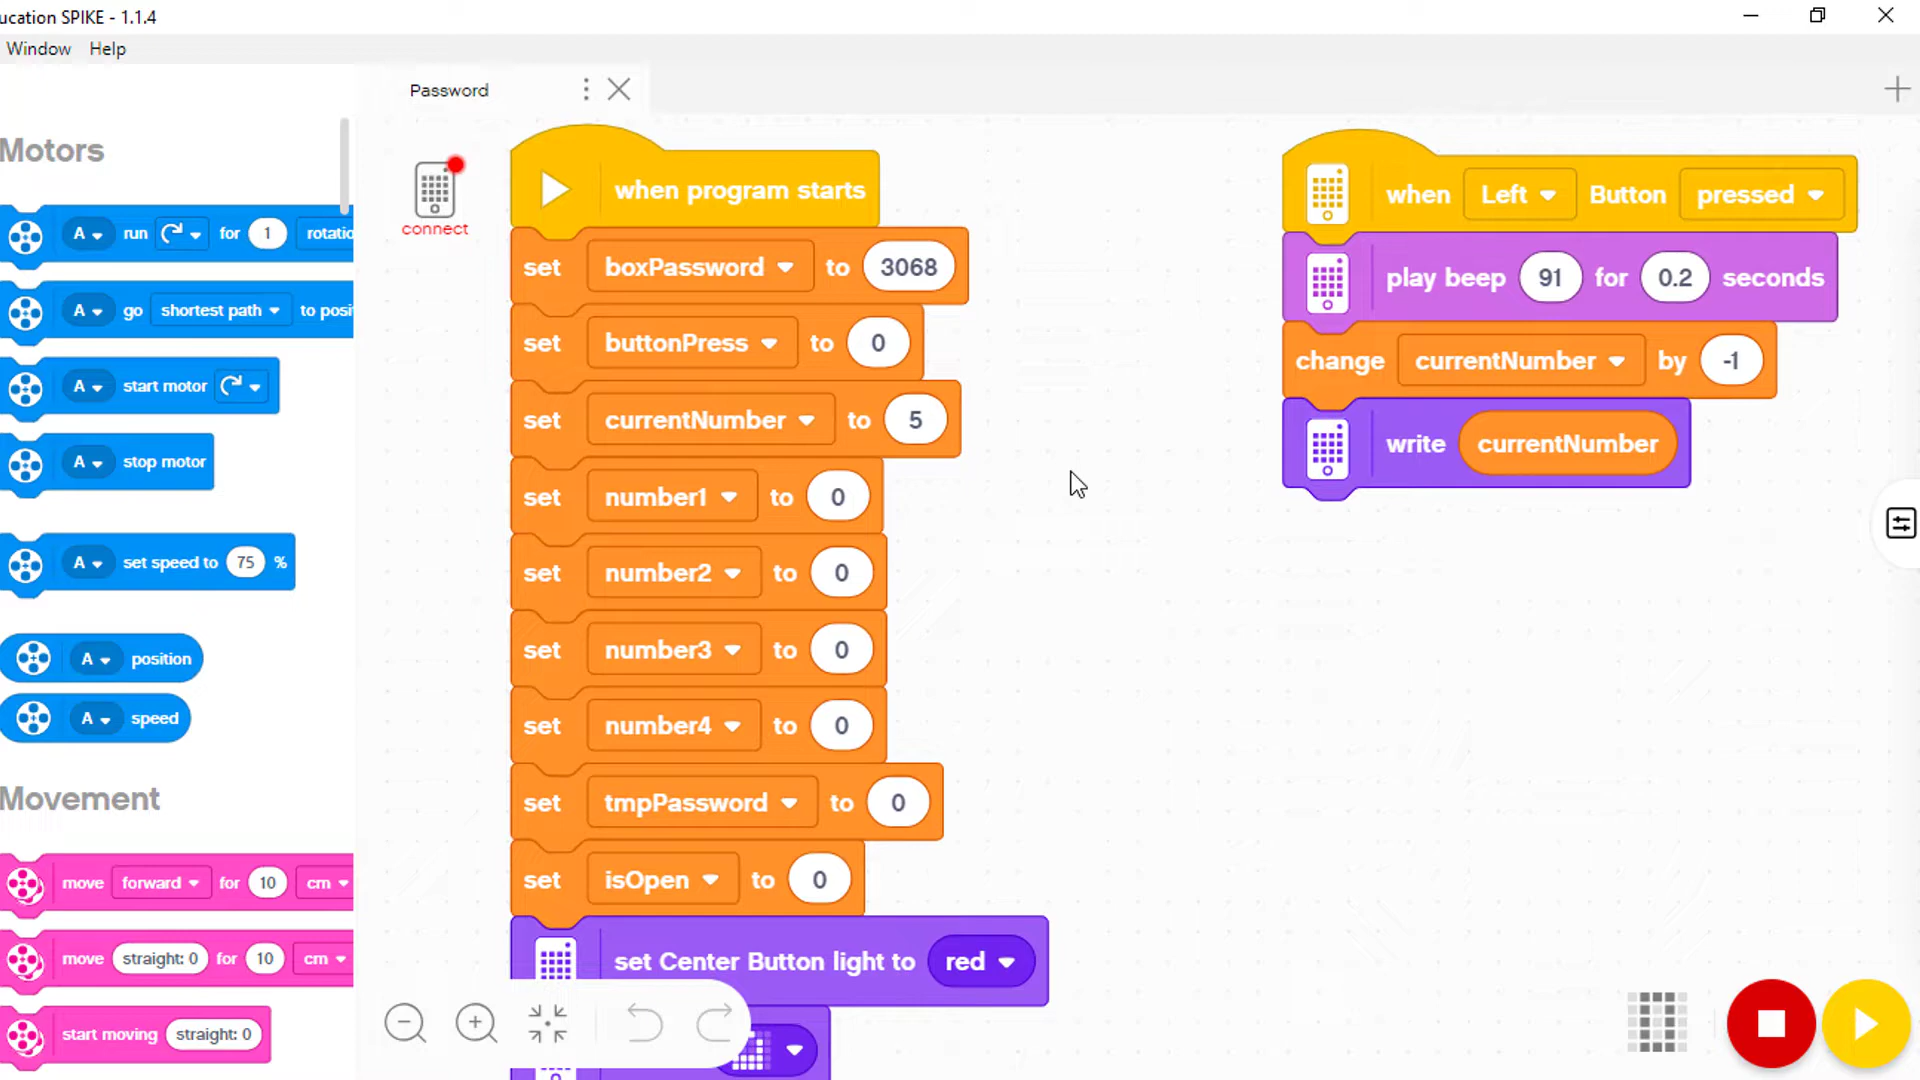 ucation SPIKE - 1.1.4
Window Help
Password
Motors
connect
A run for 1 rotatio
A go shortest path to posi
A start motor
A stop motor
A set speed to 75 %
A position
A speed
Movement
move forward for 10 cm
move straight: 0 for 10 cm
start moving straight: 0
when program starts
set boxPassword to 3068
set buttonPress to 0
set currentNumber to 5
set number1 to 0
set number2 to 0
set number3 to 0
set number4 to 0
set tmpPassword to 0
set isOpen to 0
set Center Button light to red
when Left Button pressed
play beep 91 for 0.2 seconds
change currentNumber by -1
write currentNumber